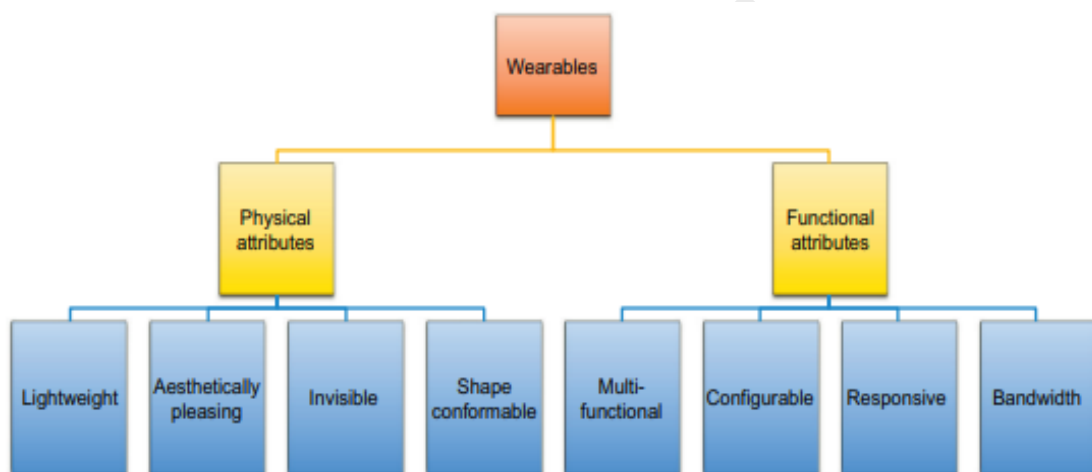 Wearables
Physical
attributes
Functional
attributes
Lightweight
Aesthetically
pleasing
Invisible
Shape
conformable
Multi-
functional
Configurable
Responsive
Bandwidth